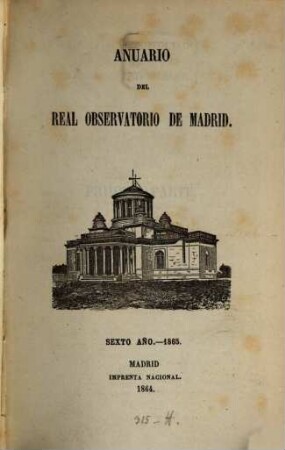 ANUARIO
DEL
REAL OBSERVATORIO DE MADRID.
SEXTO AÑO.—1865.
MADRID
IMPRENTA NACIONAL.
1864.